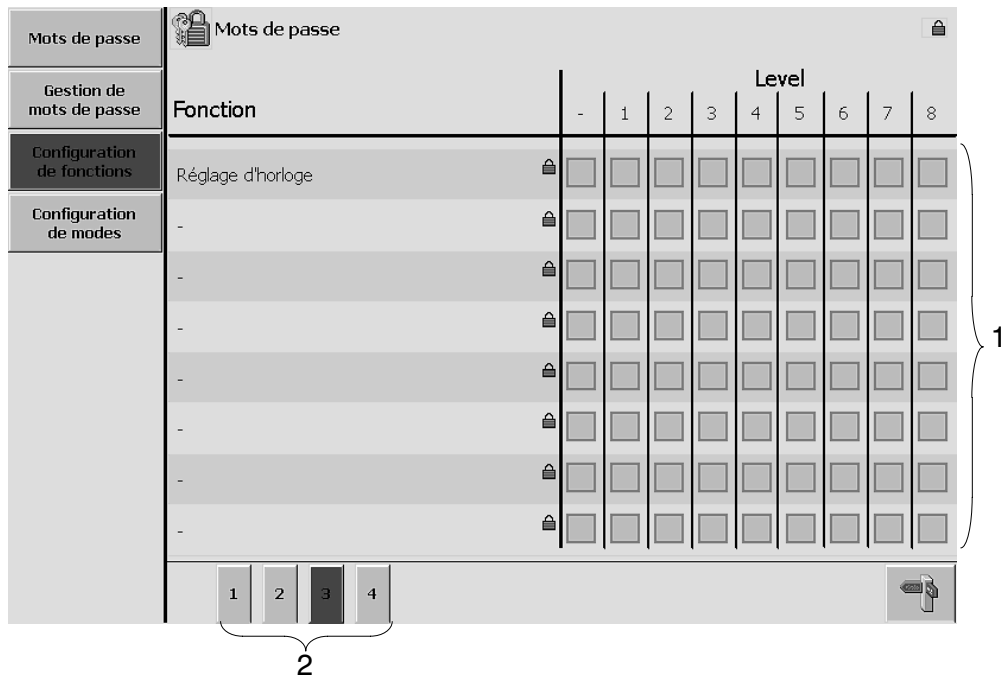 Mots de passe
Gestion de
mots de passe
Configuration
de fonctions
Configuration
de modes
Mots de passe
Level
Fonction - 1 2 3 4 5 6 7 8
Réglage d'horloge
-
-
-
-
-
-
-
1
1 2 3 4
2